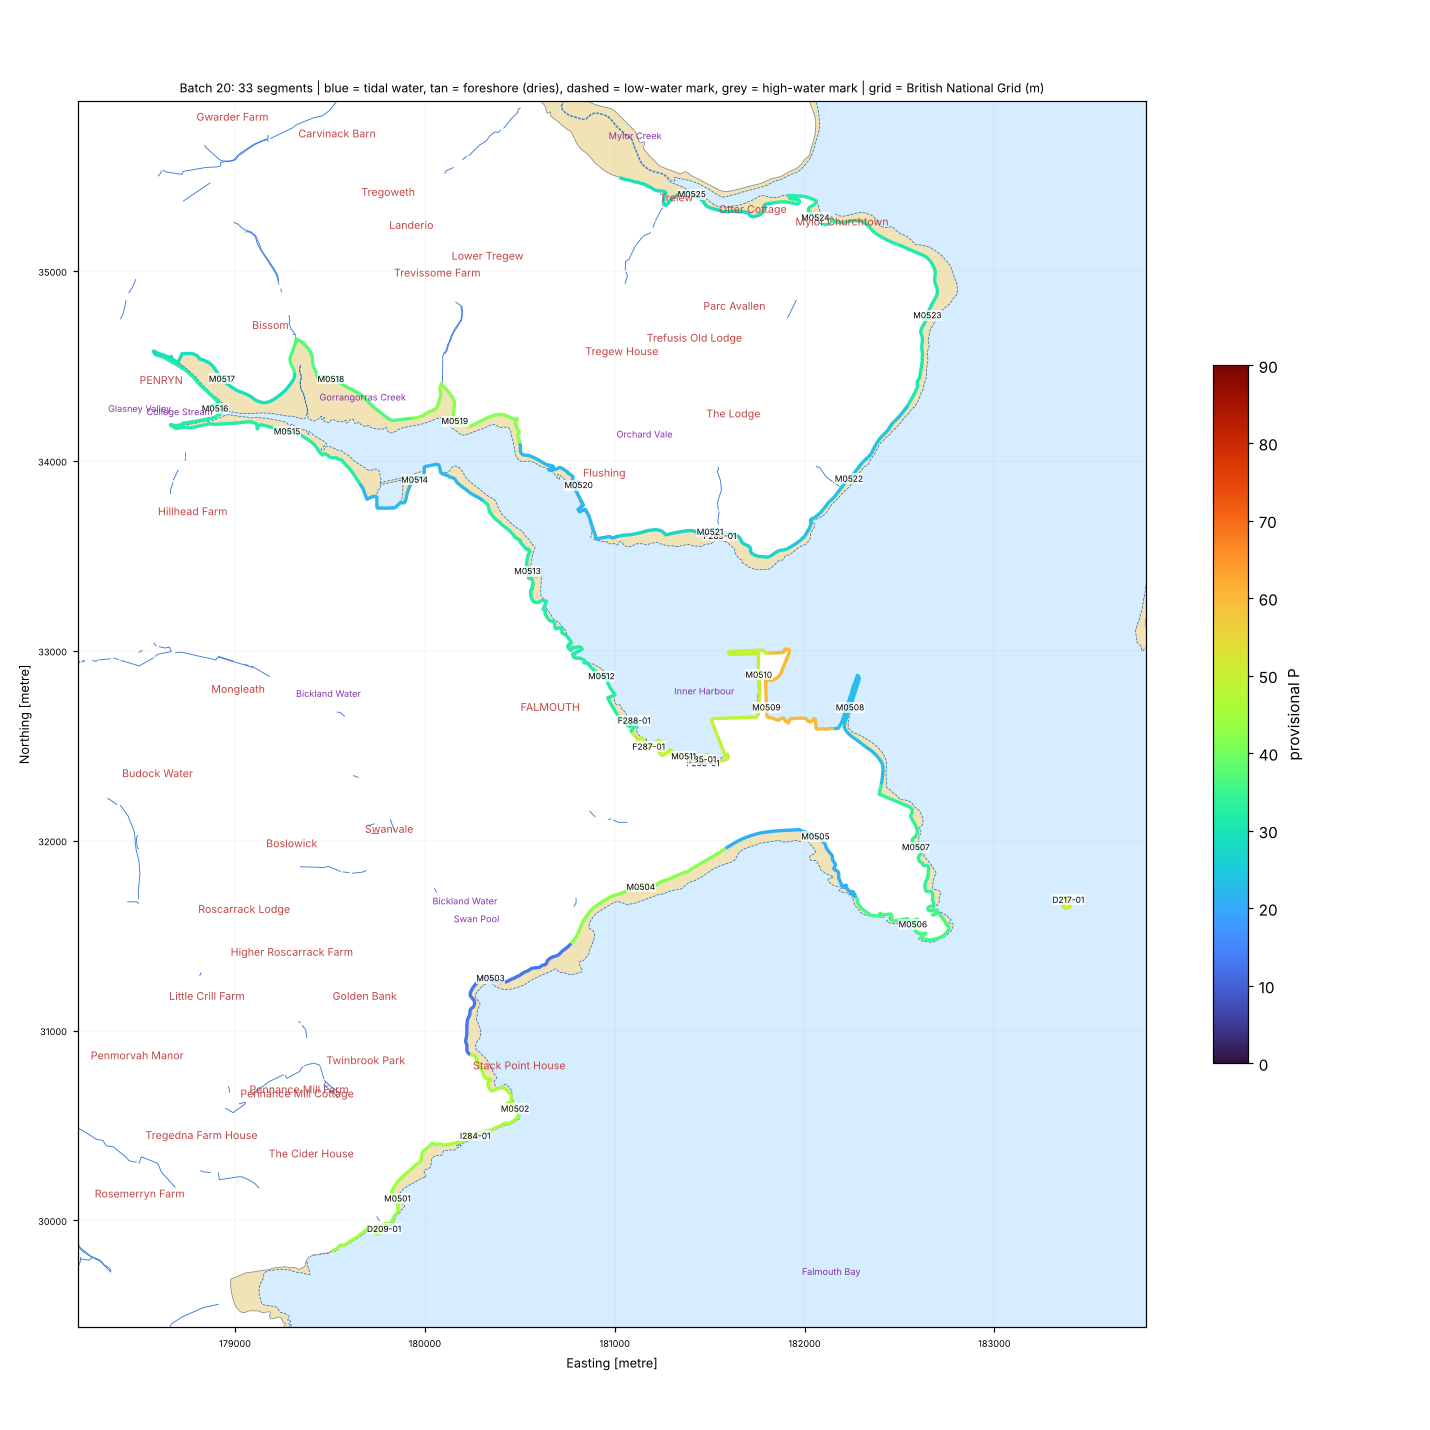 Batch 20: 33 segments | blue = tidal water, tan = foreshore (dries), dashed = low-water mark, grey = high-water mark | grid = British National Grid (m)
Gwarder Farm
Carvinack Barn
Mylor Creek
Tregoweth
M0525
Trelew
Offer Cottage
M0524
Mylor Churchtown
Landerio
Lower Tregew
Trevissome Farm
35000
Parc Avallen
M0523
Bissom
Trefusis Old Lodge
Tregew House
PENRYN
M0517
M0518
Gorrangorras Creek
Glasney Valley
College Stream
M0516
The Lodge
M0519
M0515
Orchard Vale
34000
Flushing
M0514
M0520
M0522
Hillhead Farm
M0521
M0513
33000
M0512
M0510
Mongleath
Bickland Water
Inner Harbour
FALMOUTH
M0509
M0508
F288-01
F287-01
M0511
Budock Water
Swanvale
Boslowick
32000
M0505
M0507
M0504
Bickland Water
D217-01
Roscarrack Lodge
Swan Pool
M0506
Higher Roscarrack Farm
M0503
Little Crill Farm
Golden Bank
31000
Penmorvah Manor
Twinbrook Park
Stack Point House
Pennance Mill Farm
Pennance Mill Cottage
M0502
Tregedna Farm House
I284-01
The Cider House
Rosemerryn Farm
M0501
30000
D209-01
Falmouth Bay
179000
180000
181000
182000
183000
Easting [metre]
Northing [metre]
90
80
70
60
50
40
30
20
10
0
provisional P